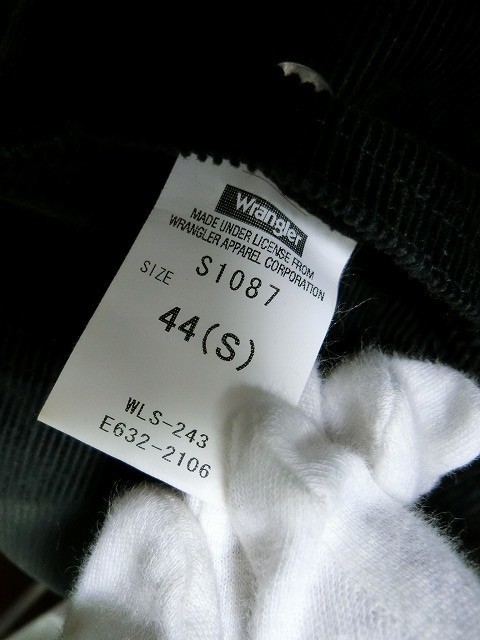 Wrangler
MADE UNDER LICENSE FROM
WRANGLER APPAREL CORPORATION
S1087
SIZE
44(S)
WLS-243
E632-2106